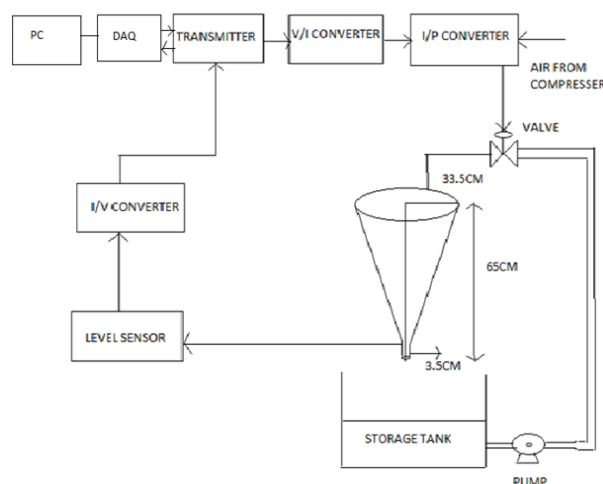 PC
DAQ
TRANSMITTER
V/I CONVERTER
I/P CONVERTER
AIR FROM
COMPRESSER
VALVE
33.5CM
I/V CONVERTER
65CM
LEVEL SENSOR
3.5CM
STORAGE TANK
PUMP